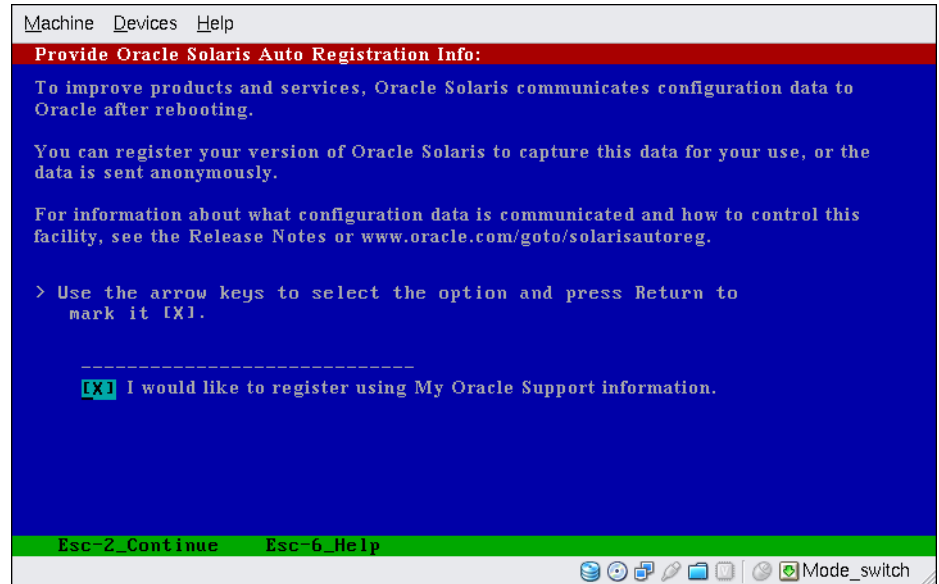 Machine Devices Help
Provide Oracle Solaris Auto Registration Info:
To improve products and services, Oracle Solaris communicates configuration data to
Oracle after rebooting.
You can register your version of Oracle Solaris to capture this data for your use, or the
data is sent anonymously.
For information about what configuration data is communicated and how to control this
facility, see the Release Notes or www.oracle.com/goto/solarisautoreg.
> Use the arrow keys to select the option and press Return to
mark it [X].
_____________________________
[X] I would like to register using My Oracle Support information.
Esc-2_Continue Esc-6_Help
Mode_switch